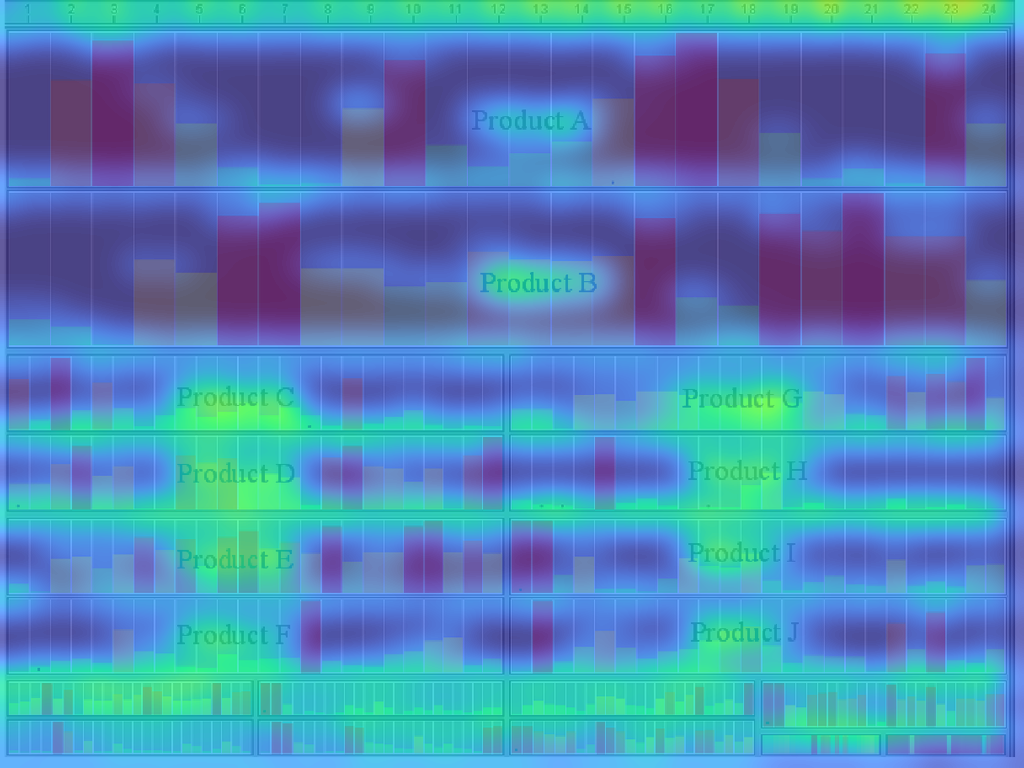 1 2 3 4 5 6 7 8 9 10 11 12 13 14 15 16 17 18 19 20 21 22 23 24
Product A
Product B
Product C
Product G
Product D
Product H
Product E
Product I
Product F
Product J